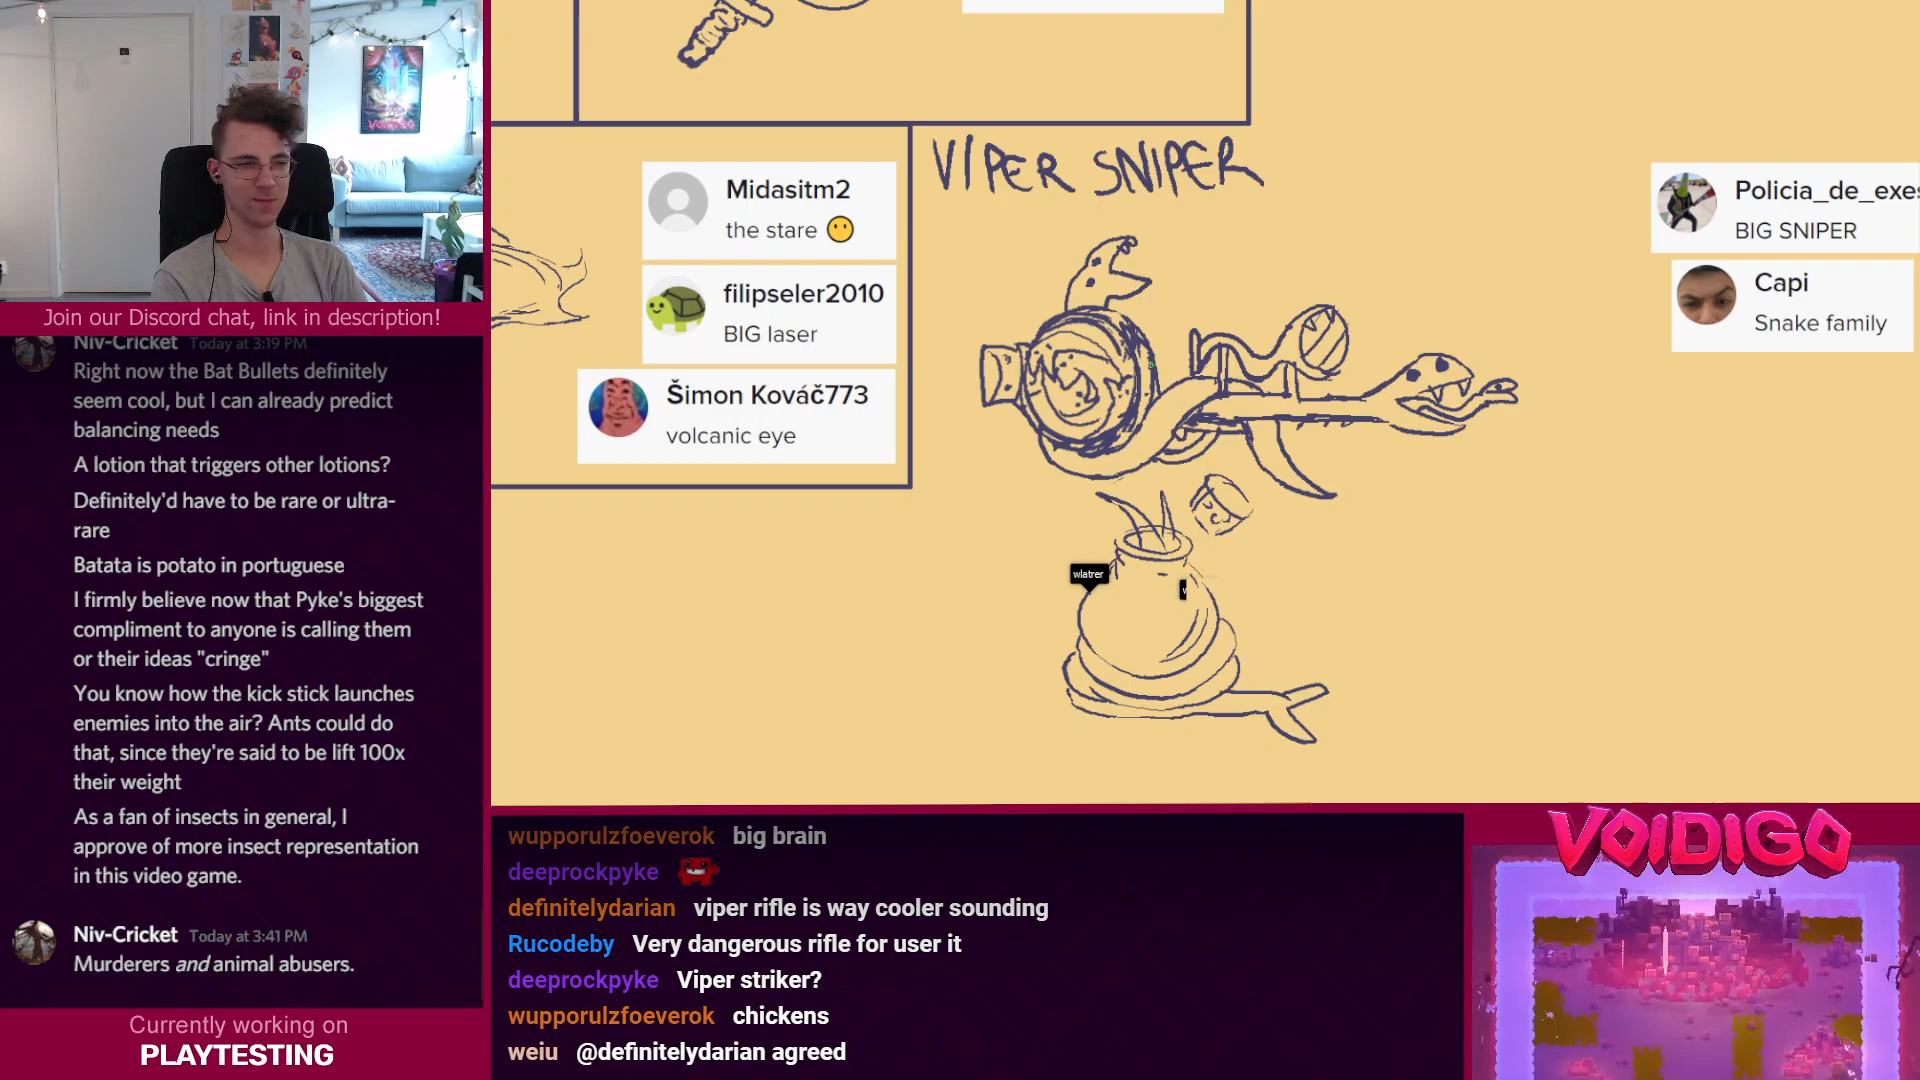 VOIDIGO
Join our Discord chat, link in description!
Niv-Cricket Today at 3:19 PM
Right now the Bat Bullets definitely
seem cool, but I can already predict
balancing needs
A lotion that triggers other lotions?
Definitely'd have to be rare or ultra-
rare
Batata is potato in portuguese
I firmly believe now that Pyke's biggest
compliment to anyone is calling them
or their ideas "cringe"
You know how the kick stick launches
enemies into the air? Ants could do
that, since they're said to be lift 100x
their weight
As a fan of insects in general, I
approve of more insect representation
in this video game.
Niv-Cricket Today at 3:41 PM
Murderers and animal abusers.
Currently working on
PLAYTESTING
Midasitm2
the stare 😶
filipseler2010
BIG laser
Šimon Kováč773
volcanic eye
VIPER SNIPER
Policia_de_exe
BIG SNIPER
Capi
Snake family
wlatrer
wupporulzfoeverok big brain
deeprockpyke
definitelydarian viper rifle is way cooler sounding
Rucodeby Very dangerous rifle for user it
deeprockpyke Viper striker?
wupporulzfoeverok chickens
weiu @definitelydarian agreed
VOIDIGO